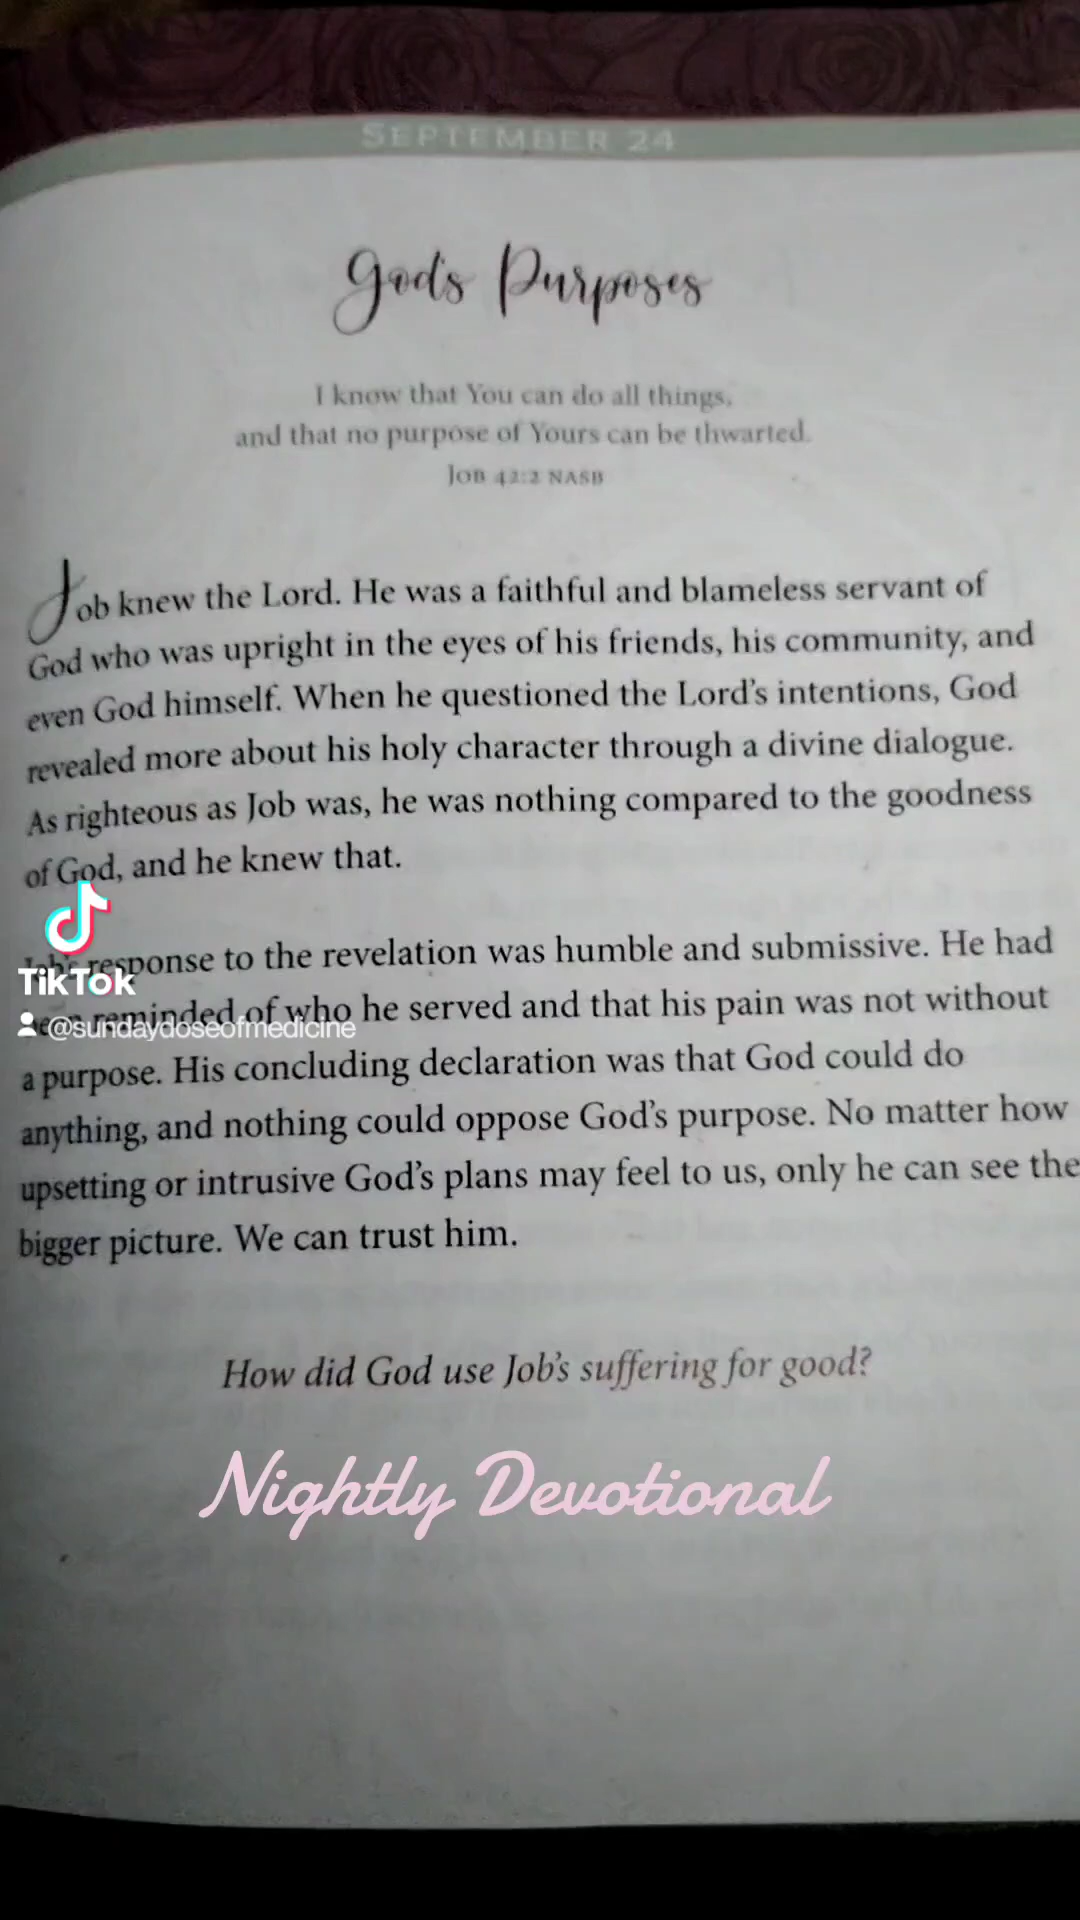 SEPTEMBER 24
God's Purposes
I know that You can do all things,
and that no purpose of Yours can be thwarted.
JOB 42:2 NASB
Job knew the Lord. He was a faithful and blameless servant of
God who was upright in the eyes of his friends, his community, and
even God himself. When he questioned the Lord's intentions, God
revealed more about his holy character through a divine dialogue.
As righteous as Job was, he was nothing compared to the goodness
of God, and he knew that.
Job's response to the revelation was humble and submissive. He had
TikTok
been reminded of who he served and that his pain was not without
@sundaydoseofmedicine
a purpose. His concluding declaration was that God could do
anything, and nothing could oppose God's purpose. No matter how
upsetting or intrusive God's plans may feel to us, only he can see the
bigger picture. We can trust him.
How did God use Job's suffering for good?
Nightly Devotional